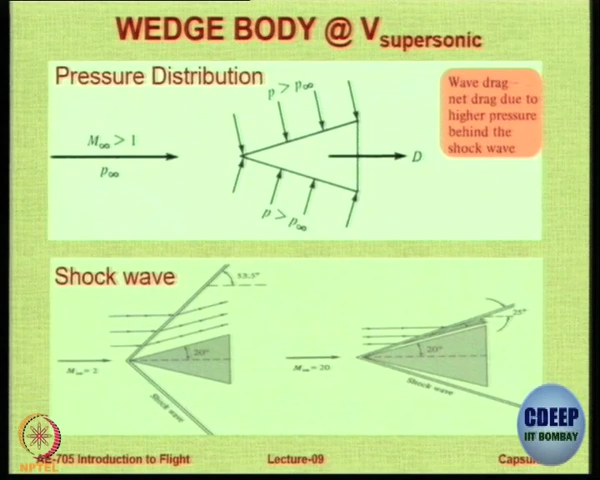 WEDGE BODY @ Vsupersonic
Pressure Distribution
p > p∞
M∞ > 1
p∞
D
p > p∞
Wave drag–
net drag due to
higher pressure
behind the
shock wave
Shock wave
53.5°
20°
M∞ = 2
Shock wave
25°
20°
M∞ = 20
Shock wave
CDEEP
IIT BOMBAY
NPTEL
AE-705 Introduction to Flight
Lecture-09